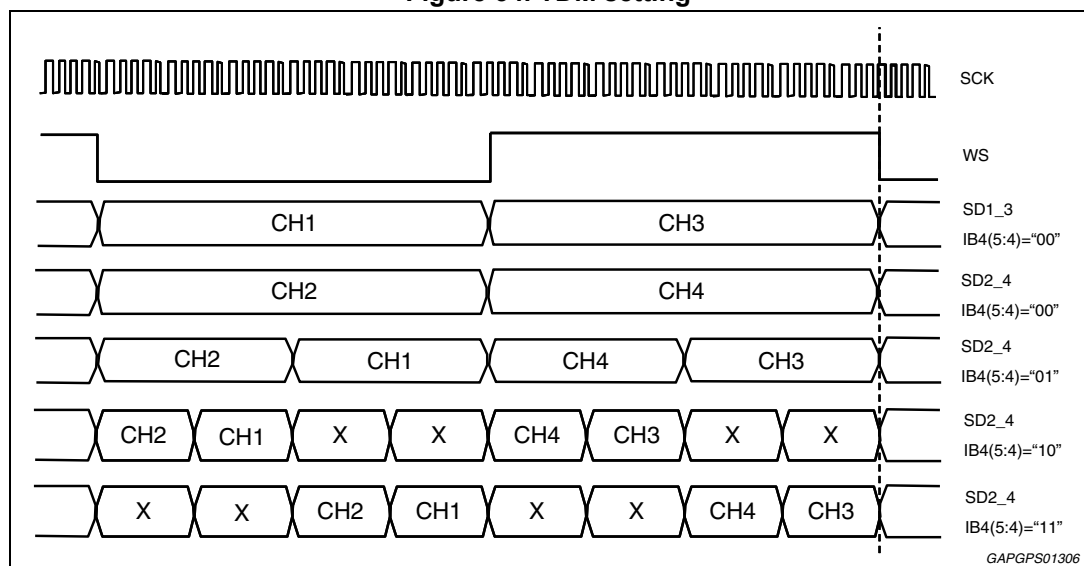 Figure 34. TDM setting
SCK
WS
CH1 CH3 SD1_3
IB4(5:4)="00"
CH2 CH4 SD2_4
IB4(5:4)="00"
CH2 CH1 CH4 CH3 SD2_4
IB4(5:4)="01"
CH2 CH1 X X CH4 CH3 X X SD2_4
IB4(5:4)="10"
X X CH2 CH1 X X CH4 CH3 SD2_4
IB4(5:4)="11"
GAPGPS01306